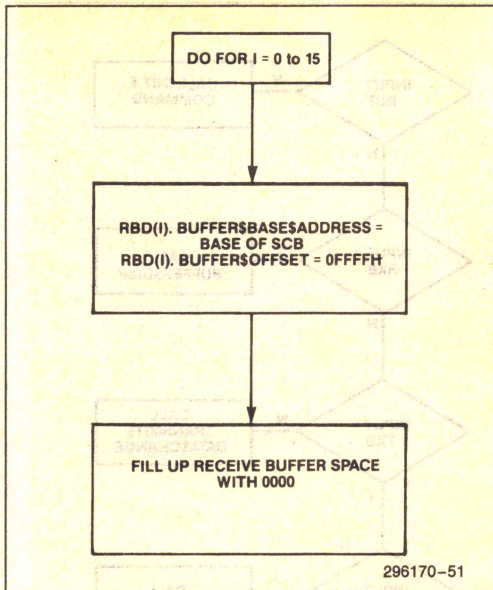 DO FOR I = 0 to 15
RBD(I). BUFFER$BASE$ADDRESS =
BASE OF SCB
RBD(I). BUFFER$OFFSET = 0FFFFH
FILL UP RECEIVE BUFFER SPACE
WITH 0000
296170–51